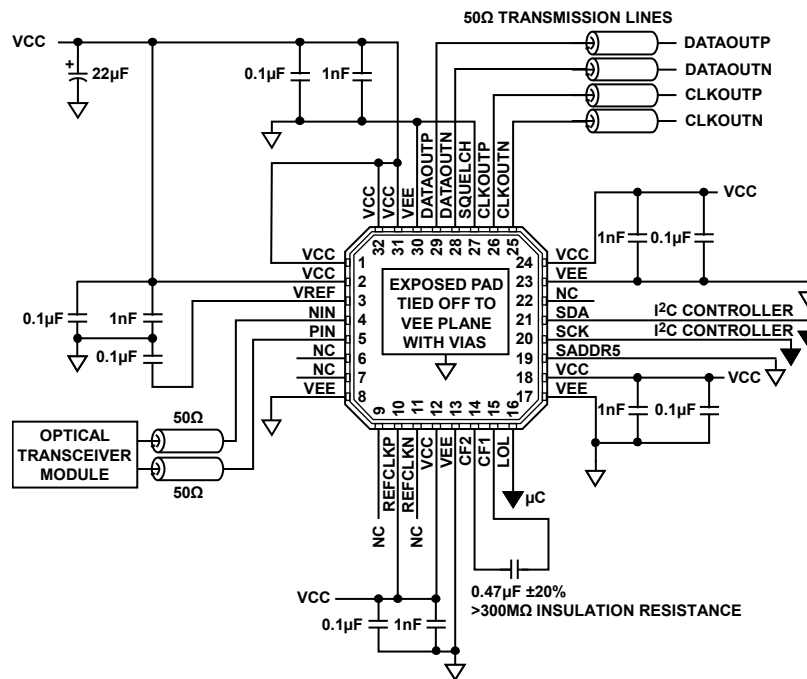 50Ω TRANSMISSION LINES
VCC
DATAOUTP
DATAOUTN
CLKOUTP
CLKOUTN
+
22µF
0.1µF
1nF
VCC
VCC
VEE
DATAOUTP
DATAOUTN
SQUELCH
CLKOUTP
CLKOUTN
32
31
30
29
28
27
26
25
VCC
1
VCC
2
VREF
3
NIN
4
PIN
5
NC
6
NC
7
VEE
8
0.1µF
1nF
0.1µF
EXPOSED PAD
TIED OFF TO
VEE PLANE
WITH VIAS
24
VCC
23
VEE
22
NC
21
SDA
20
SCK
19
SADDR5
18
VCC
17
VEE
VCC
1nF
0.1µF
I²C CONTROLLER
I²C CONTROLLER
VCC
1nF
0.1µF
50Ω
OPTICAL
TRANSCEIVER
MODULE
50Ω
9
10
11
12
13
14
15
16
REFCLKP
REFCLKN
VCC
VEE
CF2
CF1
LOL
NC
NC
µC
0.47µF ±20%
>300MΩ INSULATION RESISTANCE
VCC
0.1µF
1nF